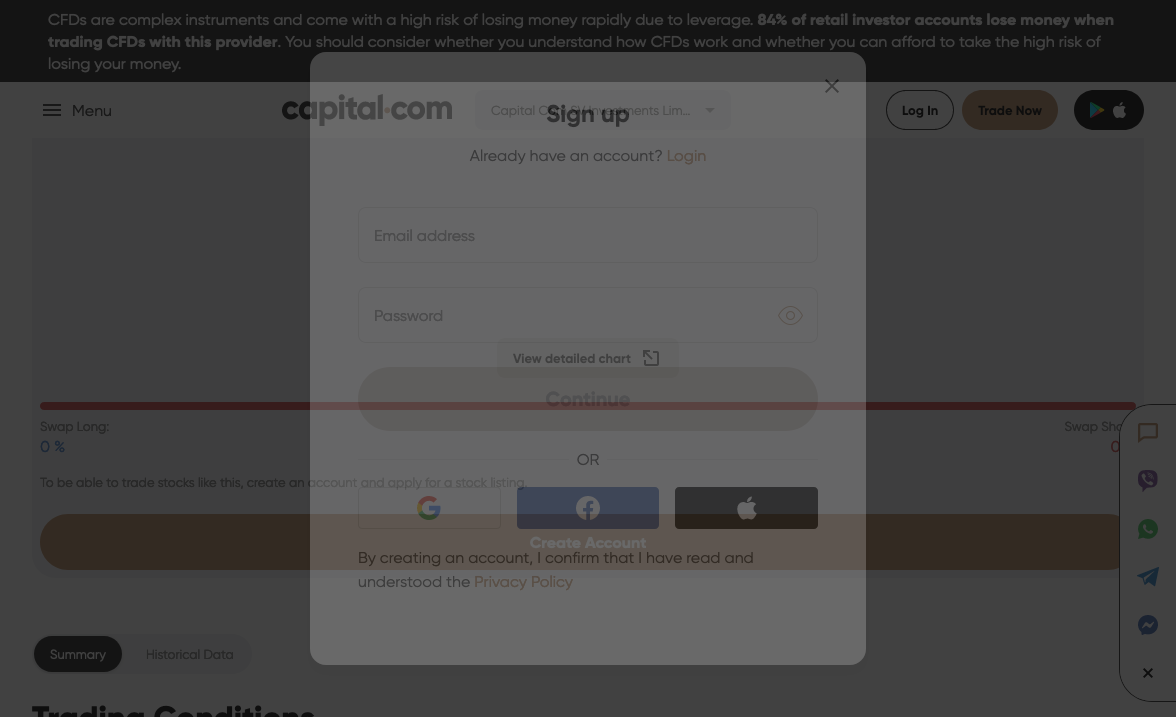 CFDs are complex instruments and come with a high risk of losing money rapidly due to leverage. 84% of retail investor accounts lose money when
trading CFDs with this provider. You should consider whether you understand how CFDs work and whether you can afford to take the high risk of
losing your money.
Menu
capital.com
Capital Com SV Investments Lim...
Log In
Trade Now
Sign up
Already have an account? Login
Email address
Password
View detailed chart
Continue
Swap Long:
0 %
Swap Sho
0
OR
To be able to trade stocks like this, create an account and apply for a stock listing.
Create Account
By creating an account, I confirm that I have read and
understood the Privacy Policy
Summary
Historical Data
Trading Conditions